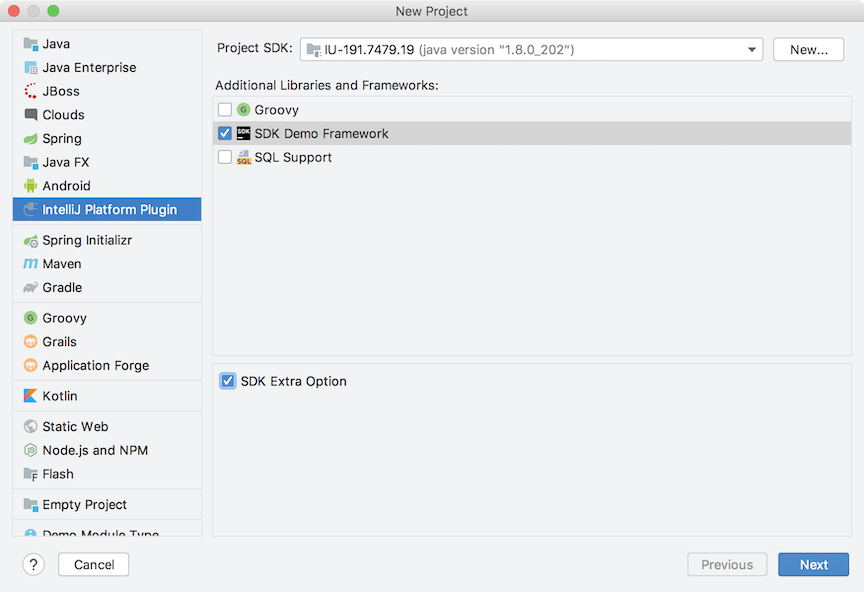 New Project
Java
Java Enterprise
JBoss
Clouds
Spring
Java FX
Android
IntelliJ Platform Plugin
Spring Initializr
Maven
Gradle
Groovy
Grails
Application Forge
Kotlin
Static Web
Node.js and NPM
Flash
Empty Project
Demo Module Type
Project SDK: IU-191.7479.19 (java version "1.8.0_202") New...
Additional Libraries and Frameworks:
G Groovy
SDK SDK Demo Framework
SQL SQL Support
SDK Extra Option
? Cancel Previous Next